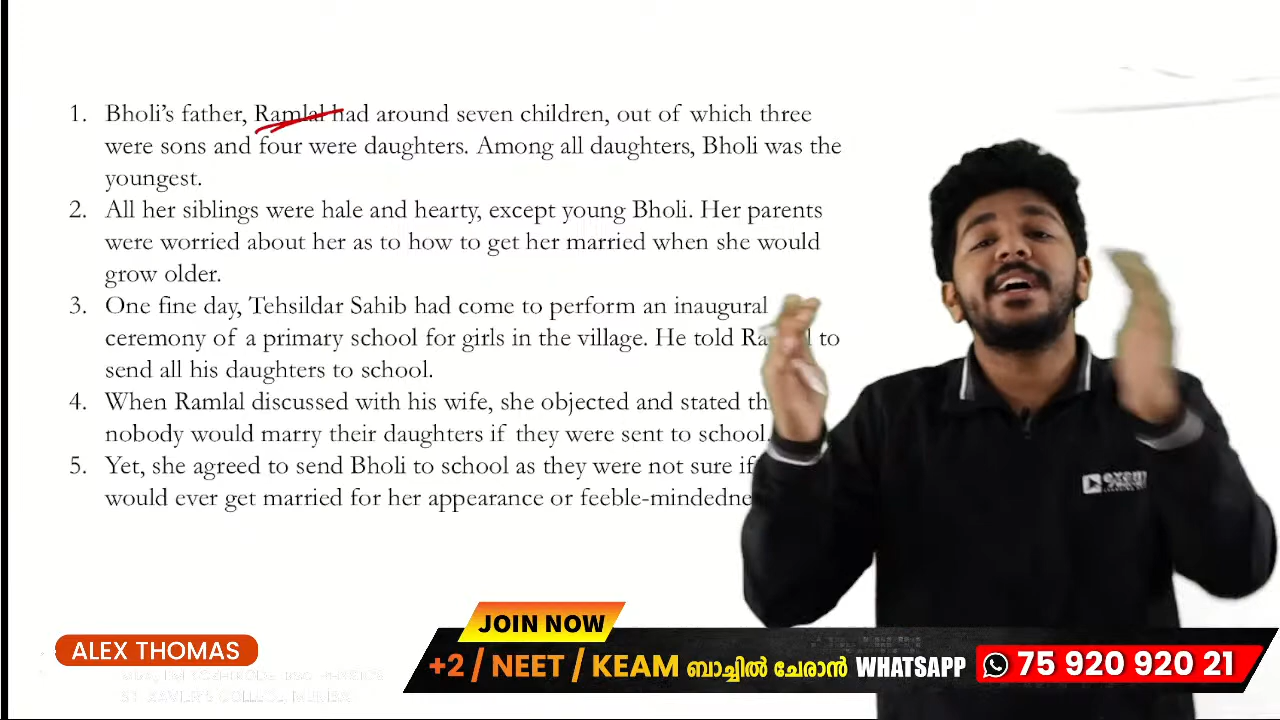 1. Bholi's father, Ramlal had around seven children, out of which three
were sons and four were daughters. Among all daughters, Bholi was the
youngest.
2. All her siblings were hale and hearty, except young Bholi. Her parents
were worried about her as to how to get her married when she would
grow older.
3. One fine day, Tehsildar Sahib had come to perform an inaugural
ceremony of a primary school for girls in the village. He told to
send all his daughters to school.
4. When Ramlal discussed with his wife, she objected and stated
nobody would marry their daughters if they were sent to school.
5. Yet, she agreed to send Bholi to school as they were not sure if
would ever get married for her appearance or
exam
JOIN NOW
ALEX THOMAS
+2 / NEET / KEAM ബാച്ചിൽ ചേരാൻ WHATSAPP 75 920 920 21